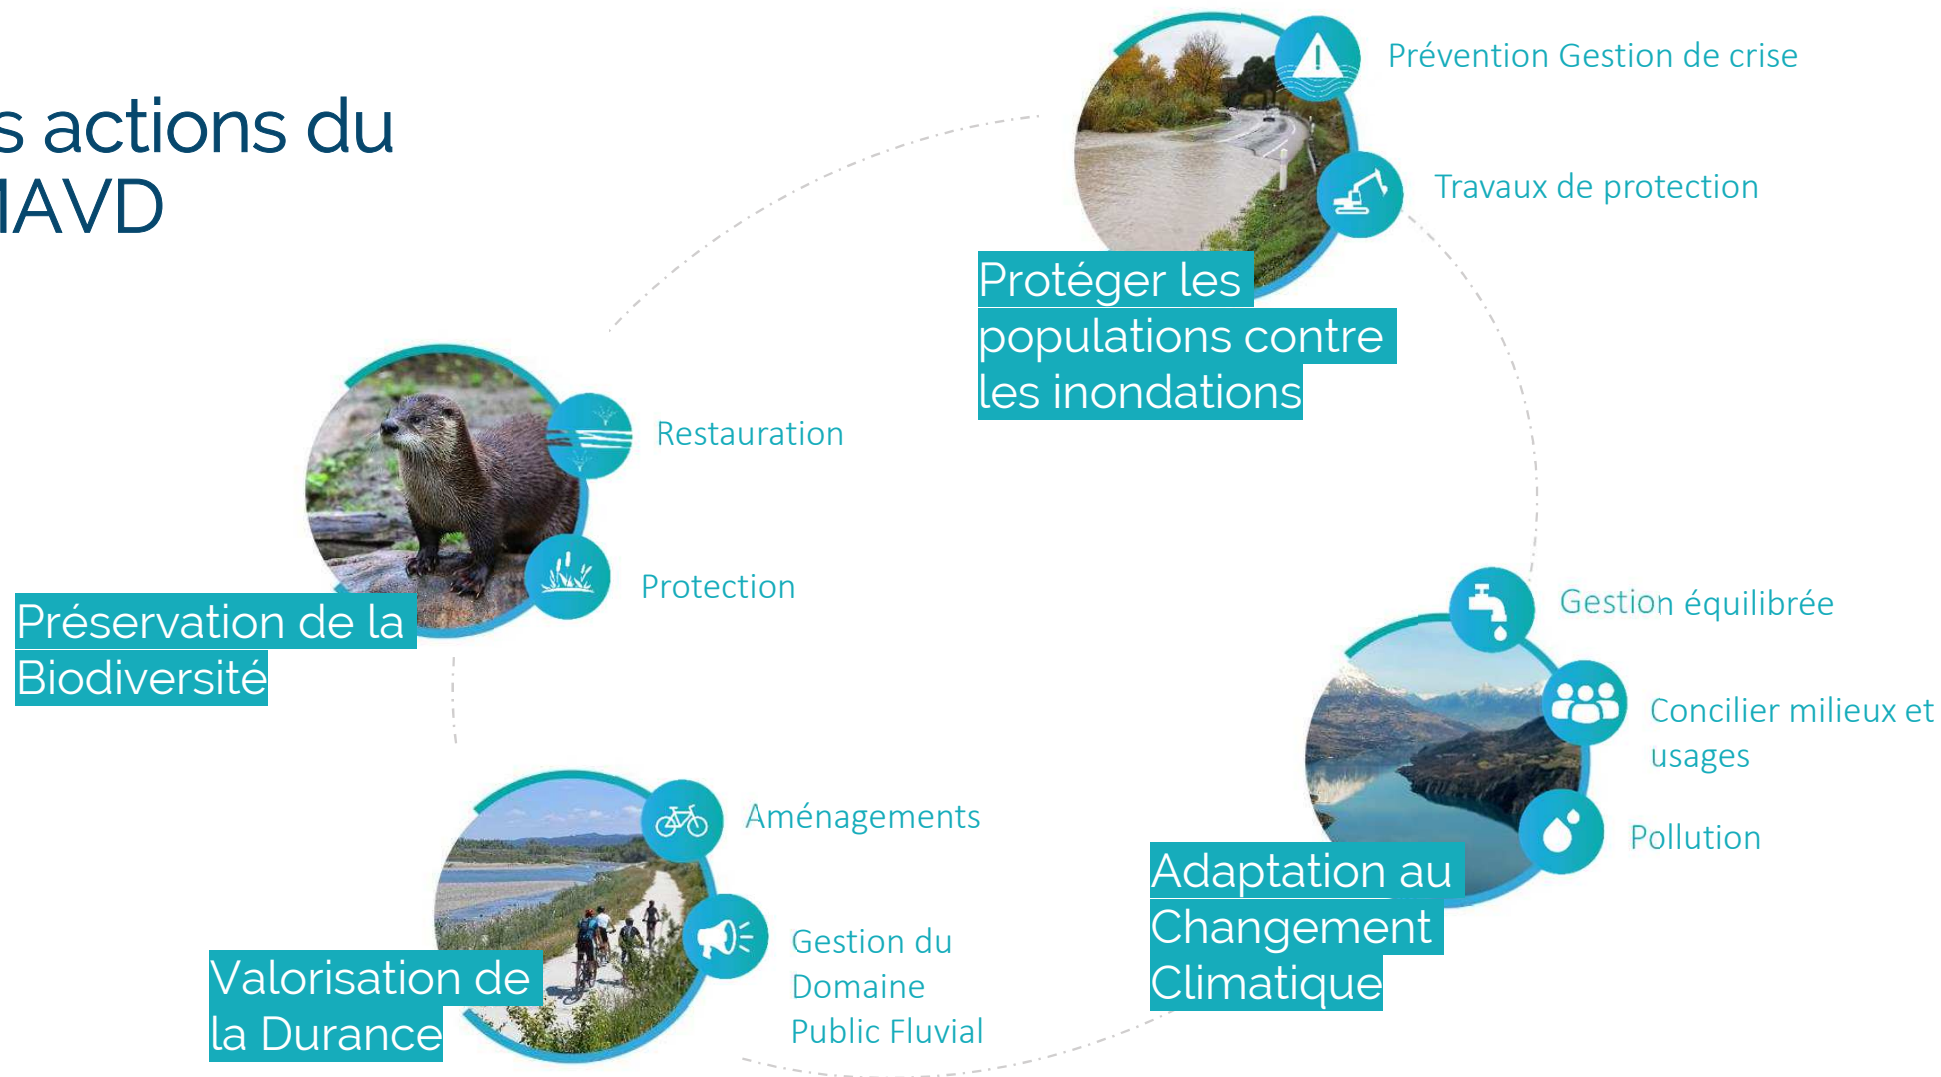 s actions du
IAVD
Prévention Gestion de crise
Travaux de protection
Protéger les
populations contre
les inondations
Restauration
Protection
Préservation de la
Biodiversité
Gestion équilibrée
Concilier milieux et
usages
Pollution
Adaptation au
Changement
Climatique
Aménagements
Gestion du
Domaine
Public Fluvial
Valorisation de
la Durance